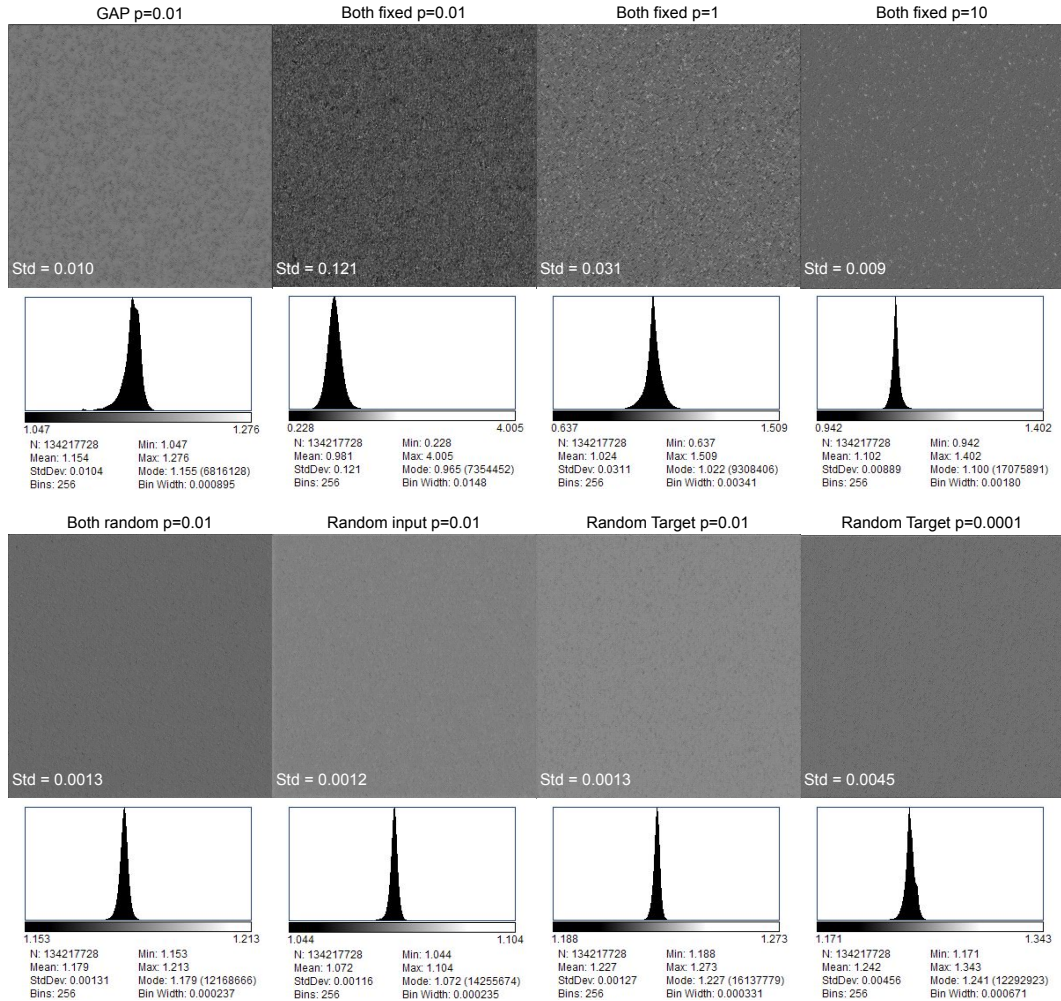 GAP p=0.01 Both fixed p=0.01 Both fixed p=1 Both fixed p=10
Std = 0.010 Std = 0.121 Std = 0.031 Std = 0.009
1.047 1.276 0.228 4.005 0.637 1.509 0.942 1.402
N: 134217728 Min: 1.047 N: 134217728 Min: 0.228 N: 134217728 Min: 0.637 N: 134217728 Min: 0.942
Mean: 1.154 Max: 1.276 Mean: 0.981 Max: 4.005 Mean: 1.024 Max: 1.509 Mean: 1.102 Max: 1.402
StdDev: 0.0104 Mode: 1.155 (6816128) StdDev: 0.121 Mode: 0.965 (7354452) StdDev: 0.0311 Mode: 1.022 (9308406) StdDev: 0.00889 Mode: 1.100 (17075891)
Bins: 256 Bin Width: 0.000895 Bins: 256 Bin Width: 0.0148 Bins: 256 Bin Width: 0.00341 Bins: 256 Bin Width: 0.00180
Both random p=0.01 Random input p=0.01 Random Target p=0.01 Random Target p=0.0001
Std = 0.0013 Std = 0.0012 Std = 0.0013 Std = 0.0045
1.153 1.213 1.044 1.104 1.188 1.273 1.171 1.343
N: 134217728 Min: 1.153 N: 134217728 Min: 1.044 N: 134217728 Min: 1.188 N: 134217728 Min: 1.171
Mean: 1.179 Max: 1.213 Mean: 1.072 Max: 1.104 Mean: 1.227 Max: 1.273 Mean: 1.242 Max: 1.343
StdDev: 0.00131 Mode: 1.179 (12168666) StdDev: 0.00116 Mode: 1.072 (14255674) StdDev: 0.00127 Mode: 1.227 (16137779) StdDev: 0.00456 Mode: 1.241 (12292923)
Bins: 256 Bin Width: 0.000237 Bins: 256 Bin Width: 0.000235 Bins: 256 Bin Width: 0.000331 Bins: 256 Bin Width: 0.000671